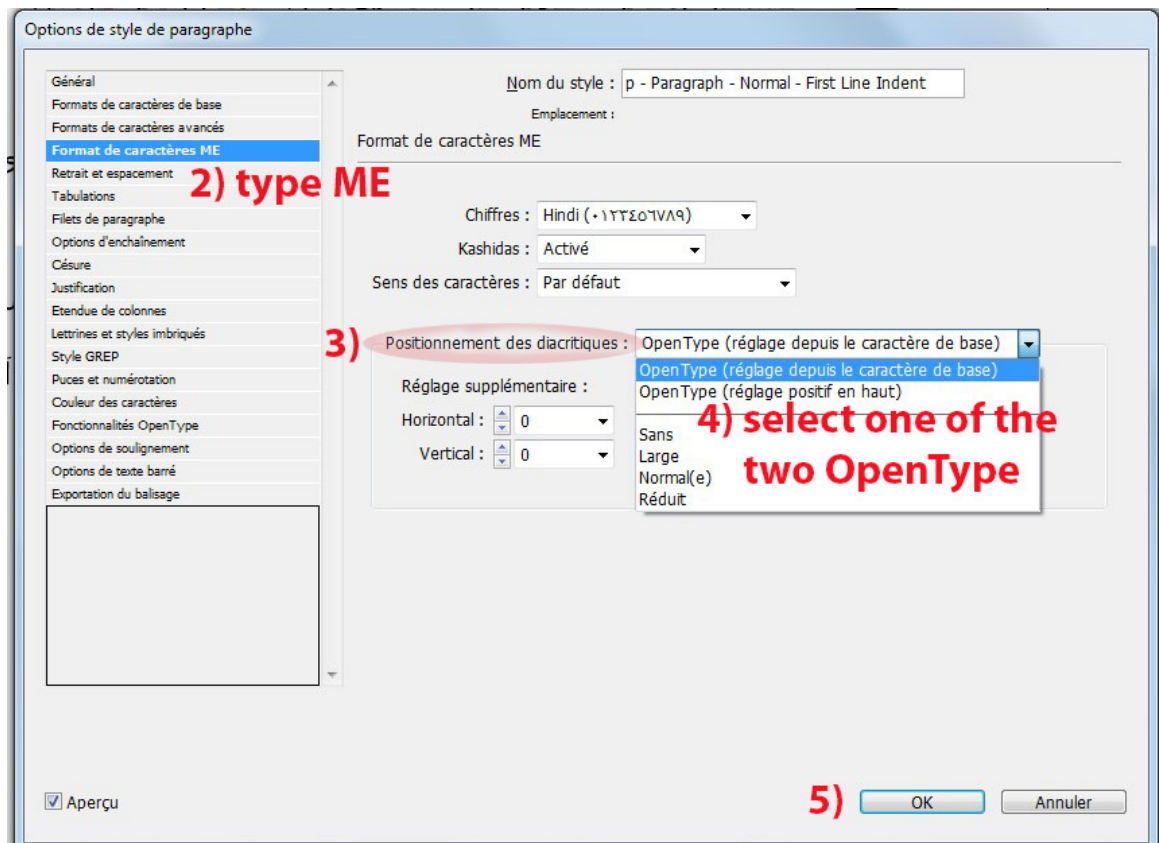 Options de style de paragraphe
Général
Formats de caractères de base
Formats de caractères avancés
Format de caractères ME
Retrait et espacement
Tabulations
Filets de paragraphe
Options d'enchaînement
Césure
Justification
Etendue de colonnes
Lettrines et styles imbriqués
Style GREP
Puces et numérotation
Couleur des caractères
Fonctionnalités OpenType
Options de soulignement
Options de texte barré
Exportation du balisage
2) type ME
Nom du style : p - Paragraph - Normal - First Line Indent
Emplacement :
Format de caractères ME
Chiffres : Hindi (٠١٢٣٤٥٦٧٨٩)
Kashidas : Activé
Sens des caractères : Par défaut
3) Positionnement des diacritiques : OpenType (réglage depuis le caractère de base)
OpenType (réglage depuis le caractère de base)
OpenType (réglage positif en haut)
Sans
Large
Normal(e)
Réduit
4) select one of the
two OpenType
Réglage supplémentaire :
Horizontal : 0
Vertical : 0
Aperçu
5) OK Annuler